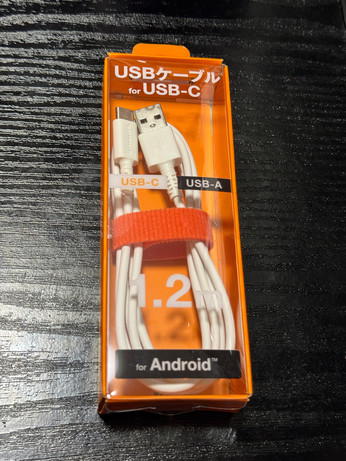 USBケーブル
for USB-C
USB-C
USB-A
1.2m
for Android™